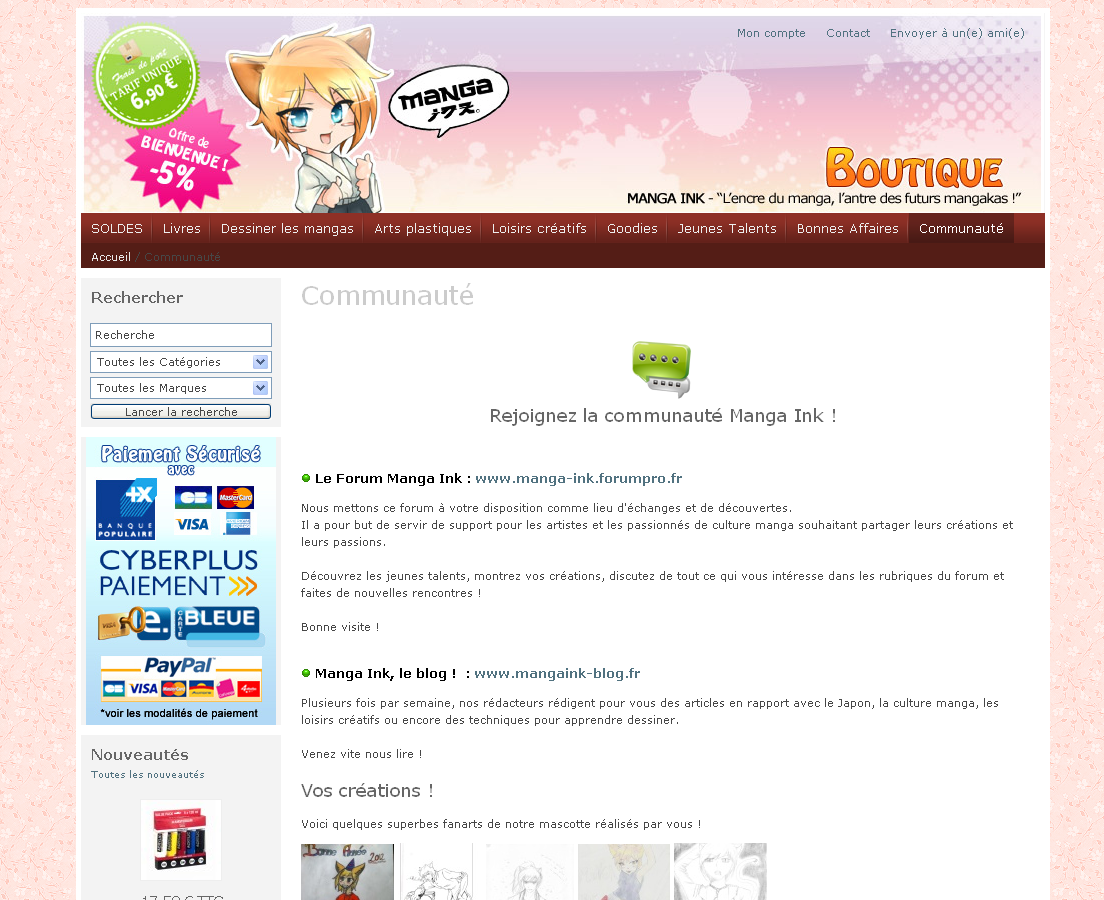 Mon compte
Contact
Envoyer à un(e) ami(e)
Frais de port
TARIF UNIQUE
6,90 €
Offre de
BIENVENUE !
-5%
MANGA
BOUTIQUE
MANGA INK - “L’encre du manga, l’antre des futurs mangakas !”
SOLDES
Livres
Dessiner les mangas
Arts plastiques
Loisirs créatifs
Goodies
Jeunes Talents
Bonnes Affaires
Communauté
Accueil / Communauté
Rechercher
Recherche
Toutes les Catégories
Toutes les Marques
Lancer la recherche
Paiement Sécurisé
avec
+X
BANQUE
POPULAIRE
CB
MasterCard
VISA
CYBERPLUS
PAIEMENT
e.
CARTE
BLEUE
PayPal
CB
VISA
MasterCard
*voir les modalités de paiement
Nouveautés
Toutes les nouveautés
Communauté
Rejoignez la communauté Manga Ink !
Le Forum Manga Ink : www.manga-ink.forumpro.fr
Nous mettons ce forum à votre disposition comme lieu d'échanges et de découvertes.
Il a pour but de servir de support pour les artistes et les passionnés de culture manga souhaitant partager leurs créations et
leurs passions.
Découvrez les jeunes talents, montrez vos créations, discutez de tout ce qui vous intéresse dans les rubriques du forum et
faites de nouvelles rencontres !
Bonne visite !
Manga Ink, le blog ! : www.mangaink-blog.fr
Plusieurs fois par semaine, nos rédacteurs rédigent pour vous des articles en rapport avec le Japon, la culture manga, les
loisirs créatifs ou encore des techniques pour apprendre dessiner.
Venez vite nous lire !
Vos créations !
Voici quelques superbes fanarts de notre mascotte réalisés par vous !
Bonne Année
2012